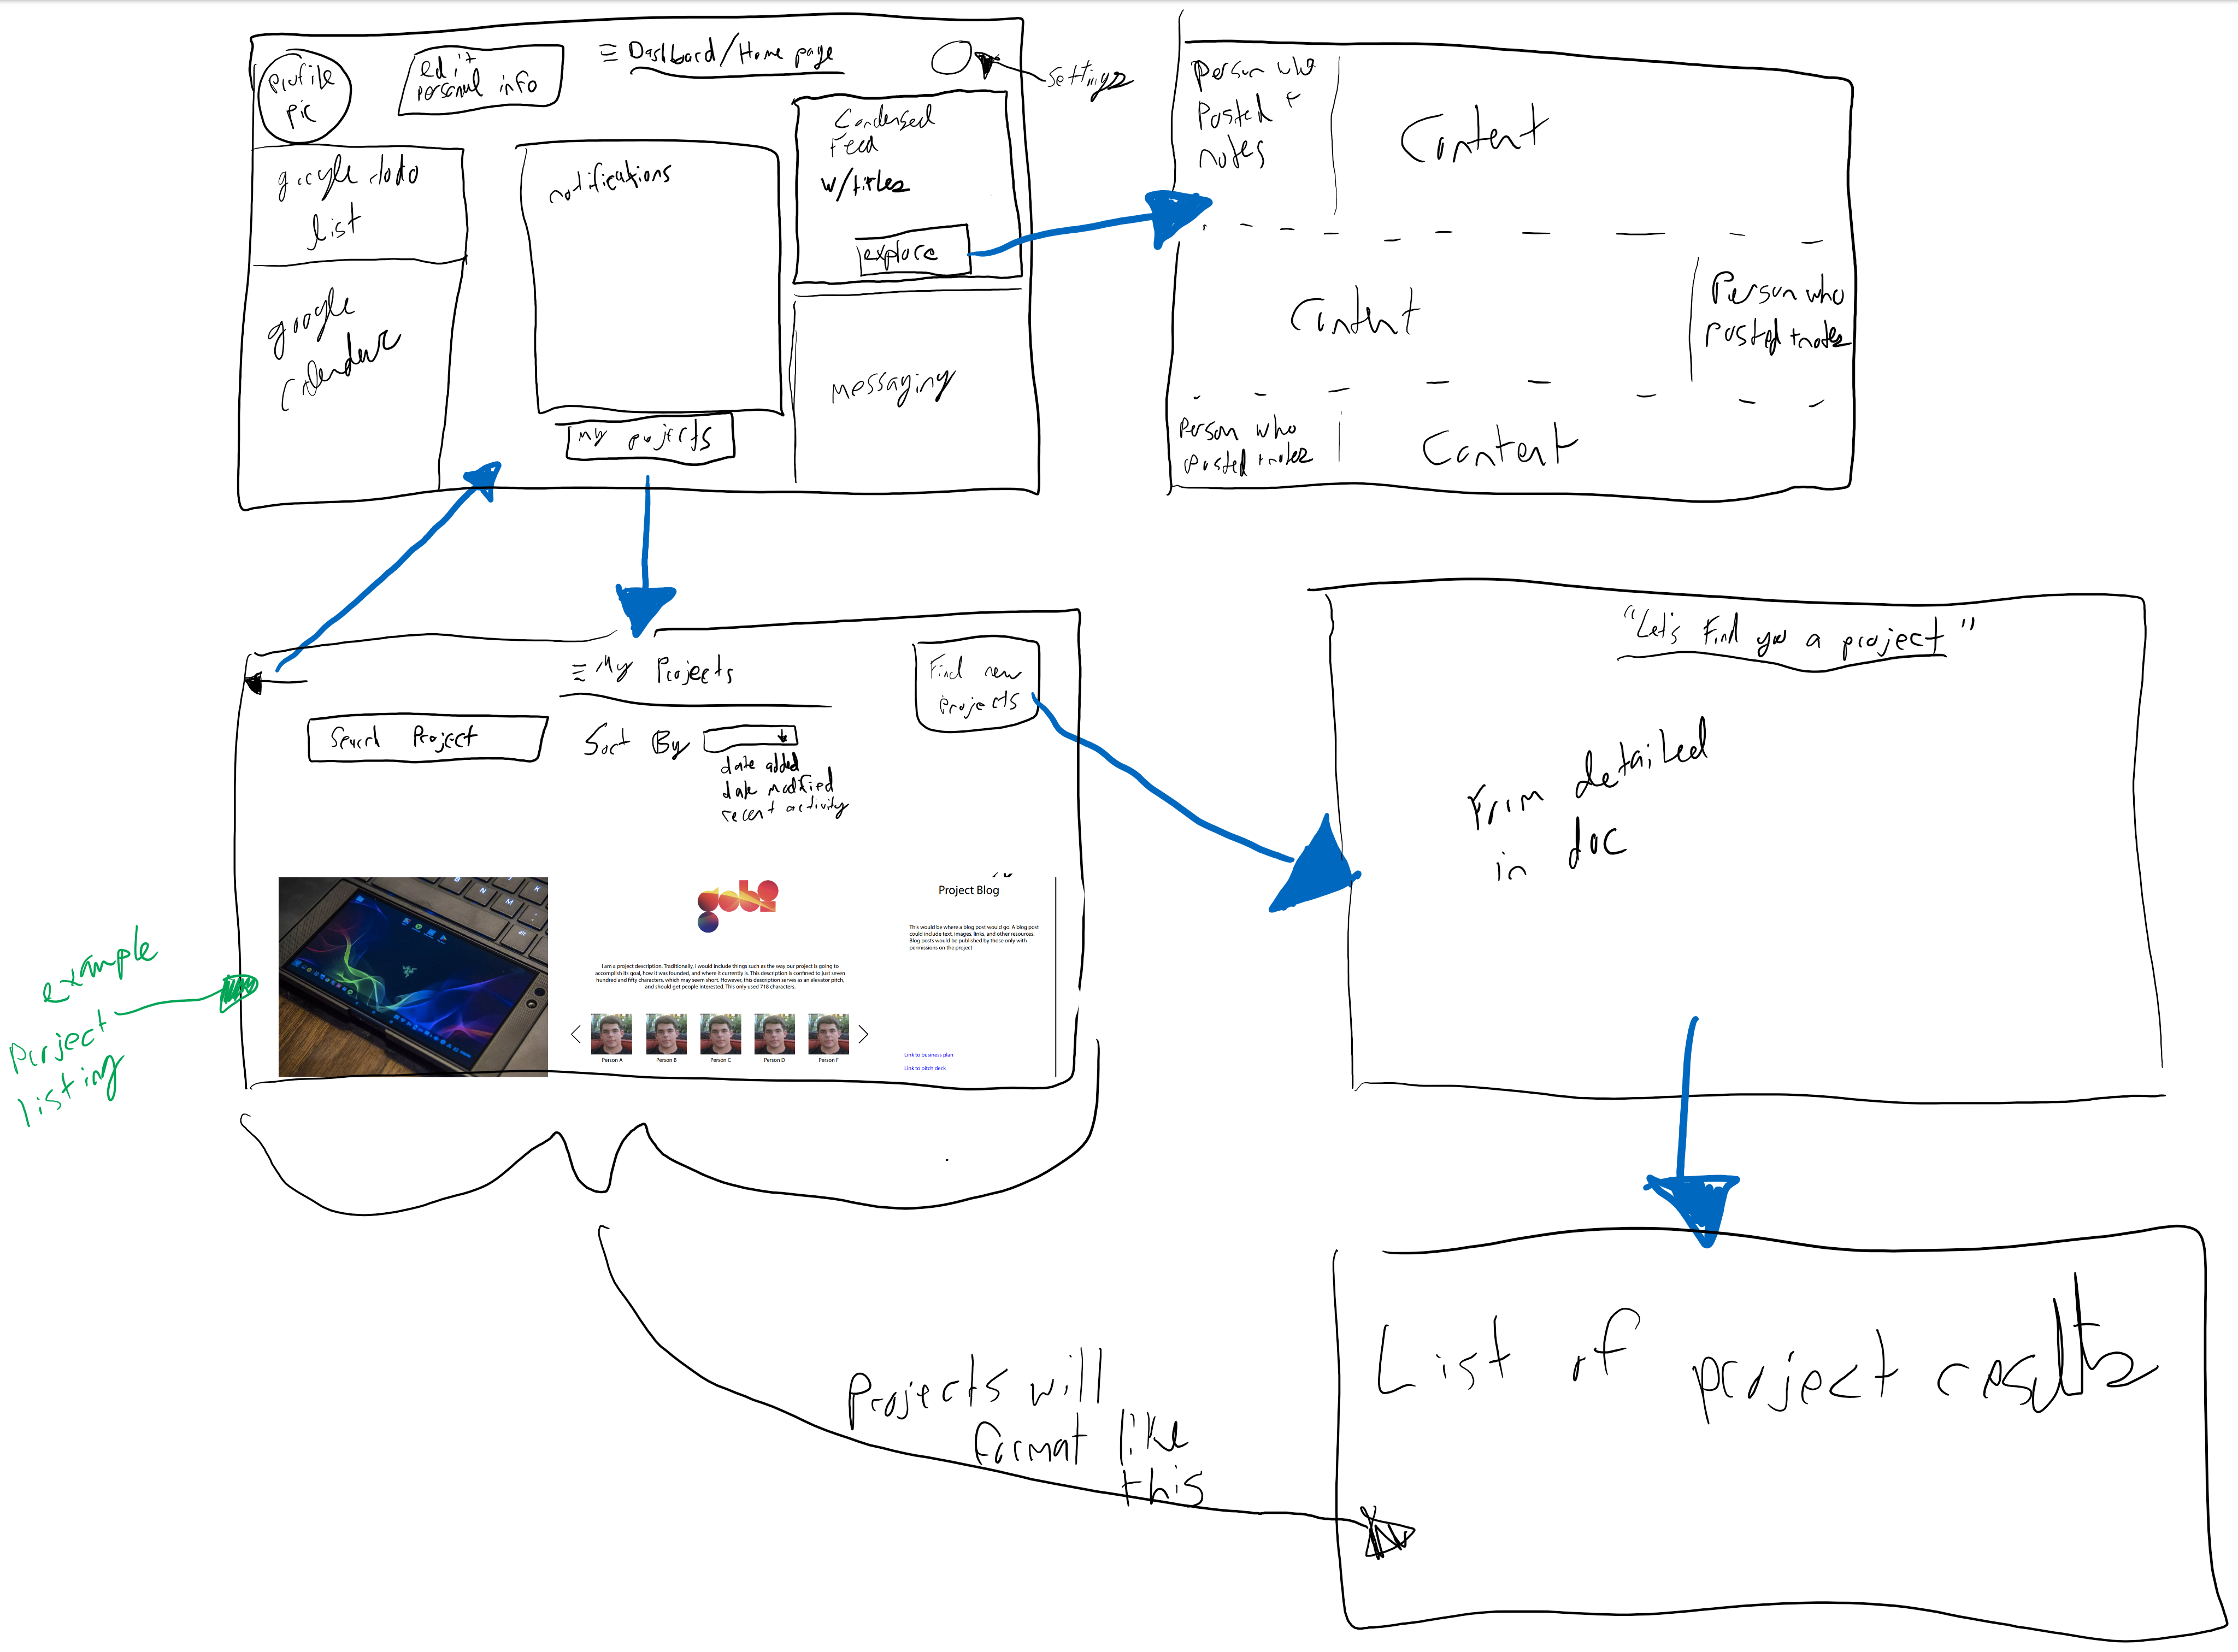 profile
pic
edit
personal info
Dashboard/Home page
settings
google todo
list
google
calendar
notifications
my projects
Condensed
Feed
w/titles
explore
messaging
Person who
Posted +
notes
Content
Content
Person who
posted +notes
Person who
posted +notes
Content
My Projects
Find new
projects
Search Project
Sort By
date added
date modified
recent activity
gobi
I am a project description. Traditionally, I would include things such as the way our project is going to
accomplish its goal, how it was founded, and where it currently is. This description is confined to just seven
hundred and fifty characters, which may seem short. However, this description serves as an elevator pitch,
and should get people interested. This only used 718 characters.
Person A
Person B
Person C
Person D
Person F
Project Blog
This would be where a blog post would go. A blog post
could include text, images, links, and other resources.
Blog posts would be published by those only with
permissions on the project
Link to business plan
Link to pitch deck
example
project
listing
"Let's Find you a project"
From detailed
in doc
Projects will
format like
this
List of project results